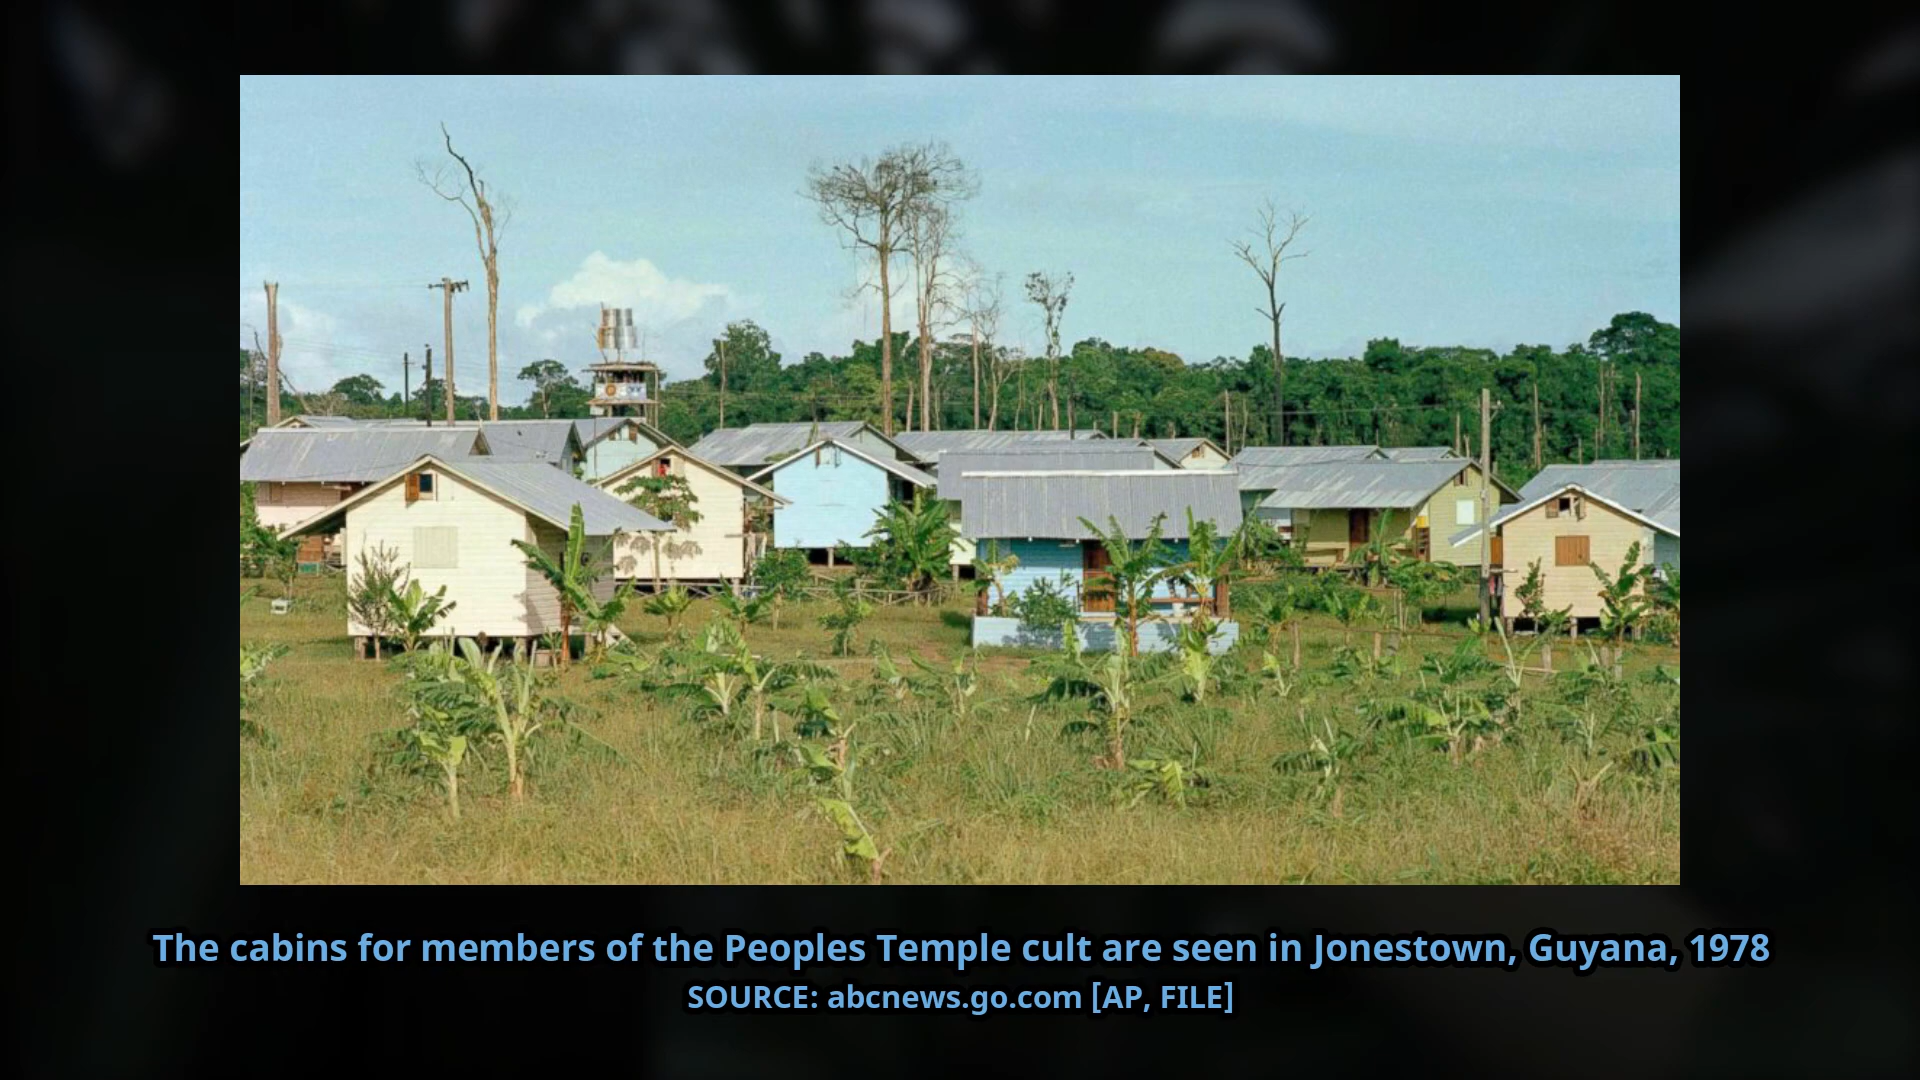 The cabins for members of the Peoples Temple cult are seen in Jonestown, Guyana, 1978
SOURCE: abcnews.go.com [AP, FILE]